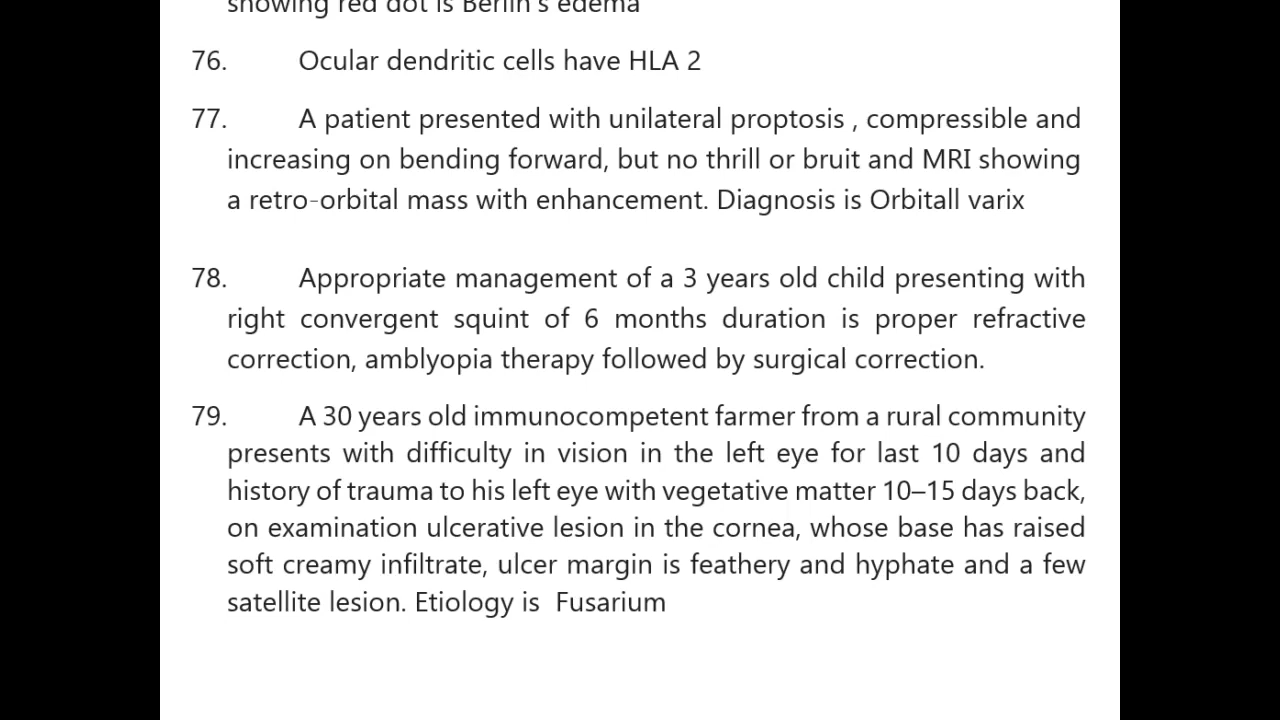 showing red dot is Berlin's edema
76. Ocular dendritic cells have HLA 2
77. A patient presented with unilateral proptosis , compressible and
increasing on bending forward, but no thrill or bruit and MRI showing
a retro-orbital mass with enhancement. Diagnosis is Orbitall varix
78. Appropriate management of a 3 years old child presenting with
right convergent squint of 6 months duration is proper refractive
correction, amblyopia therapy followed by surgical correction.
79. A 30 years old immunocompetent farmer from a rural community
presents with difficulty in vision in the left eye for last 10 days and
history of trauma to his left eye with vegetative matter 10–15 days back,
on examination ulcerative lesion in the cornea, whose base has raised
soft creamy infiltrate, ulcer margin is feathery and hyphate and a few
satellite lesion. Etiology is Fusarium